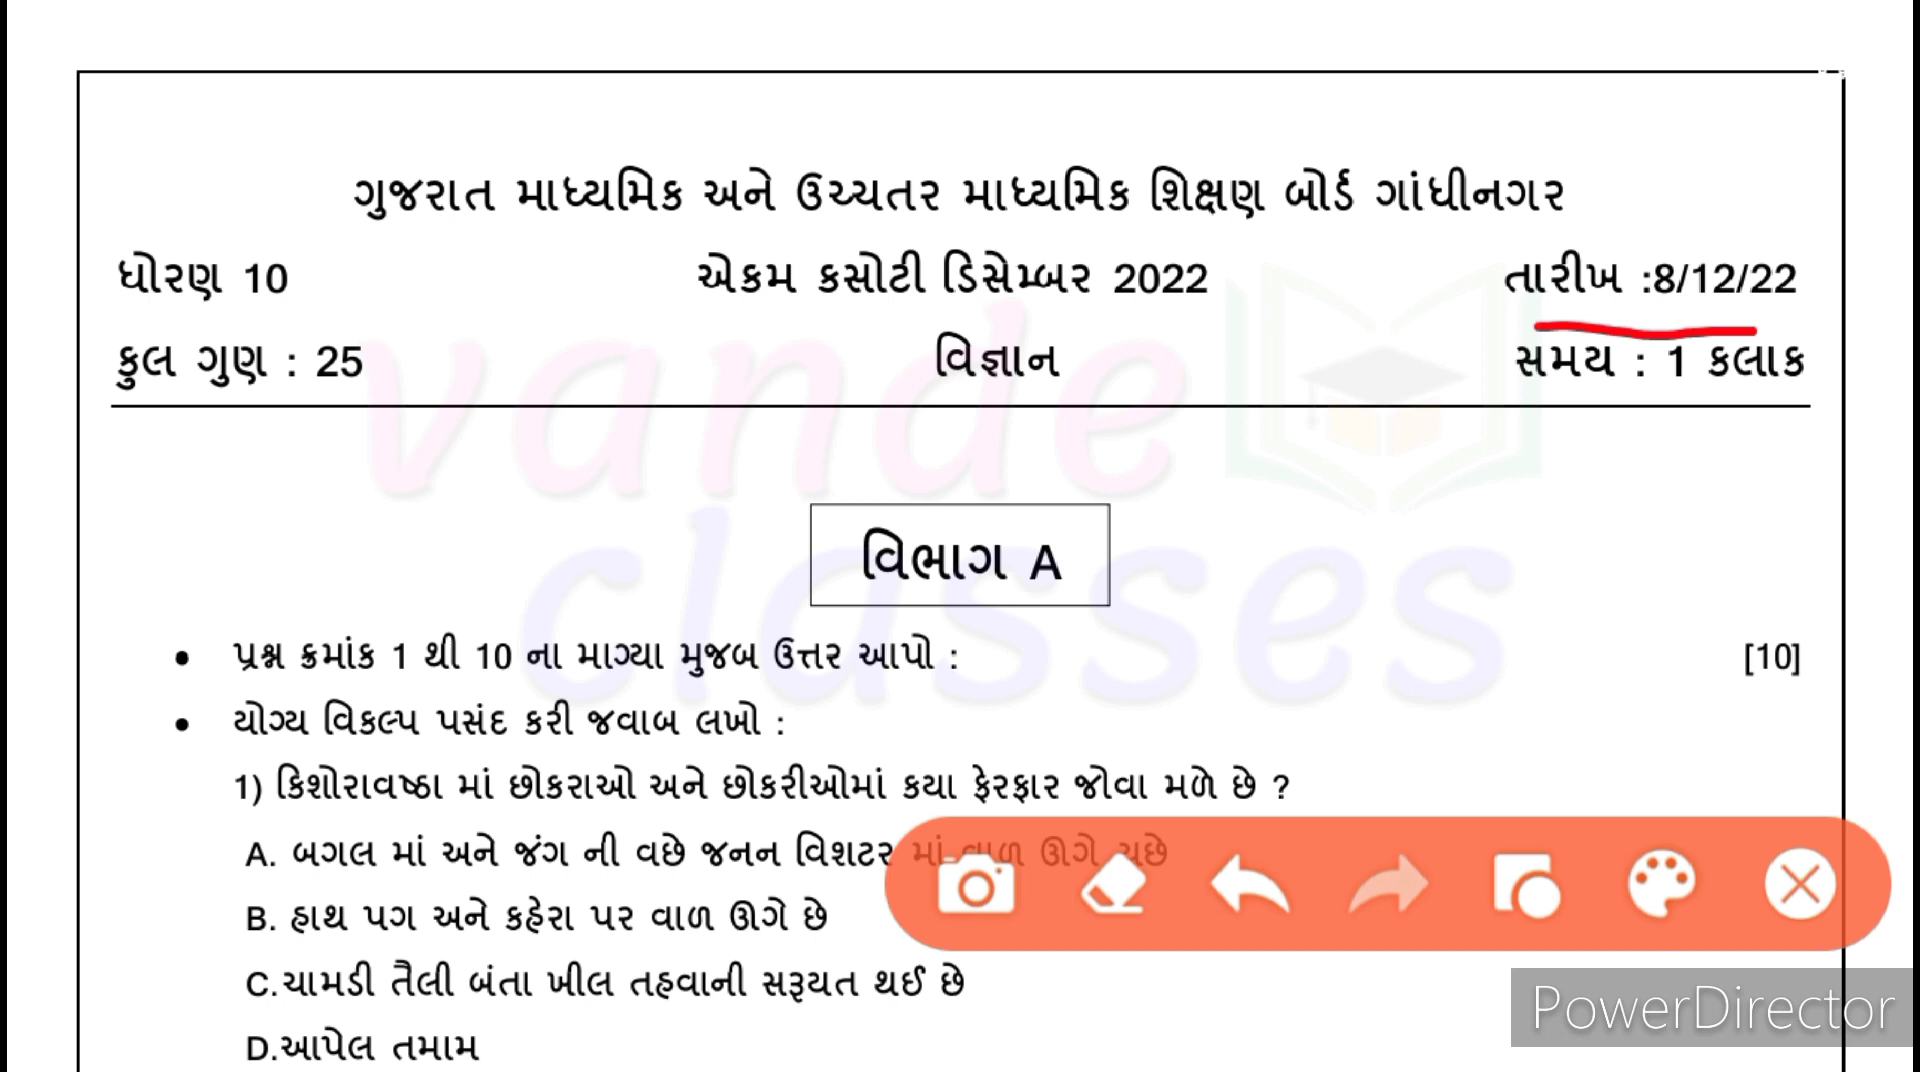 ગુજરાત માધ્યમિક અને ઉચ્ચતર માધ્યમિક શિક્ષણ બોર્ડ ગાંધીનગર
ધોરણ 10 એકમ કસોટી ડિસેમ્બર 2022 તારીખ :8/12/22
કુલ ગુણ : 25 વિજ્ઞાન સમય : 1 કલાક
vande
classes
વિભાગ A
• પ્રશ્ન ક્રમાંક 1 થી 10 ના માગ્યા મુજબ ઉત્તર આપો : [10]
• યોગ્ય વિકલ્પ પસંદ કરી જવાબ લખો :
1) કિશોરાવષ્ઠા માં છોકરાઓ અને છોકરીઓમાં કયા ફેરફાર જોવા મળે છે ?
A. બગલ માં અને જંગ ની વછે જનન વિશટર માં વાળ ઊગે છે
B. હાથ પગ અને કહેરા પર વાળ ઊગે છે
C.ચામડી તૈલી બંતા ખીલ તહવાની સરૂયત થઈ છે
D.આપેલ તમામ
PowerDirector